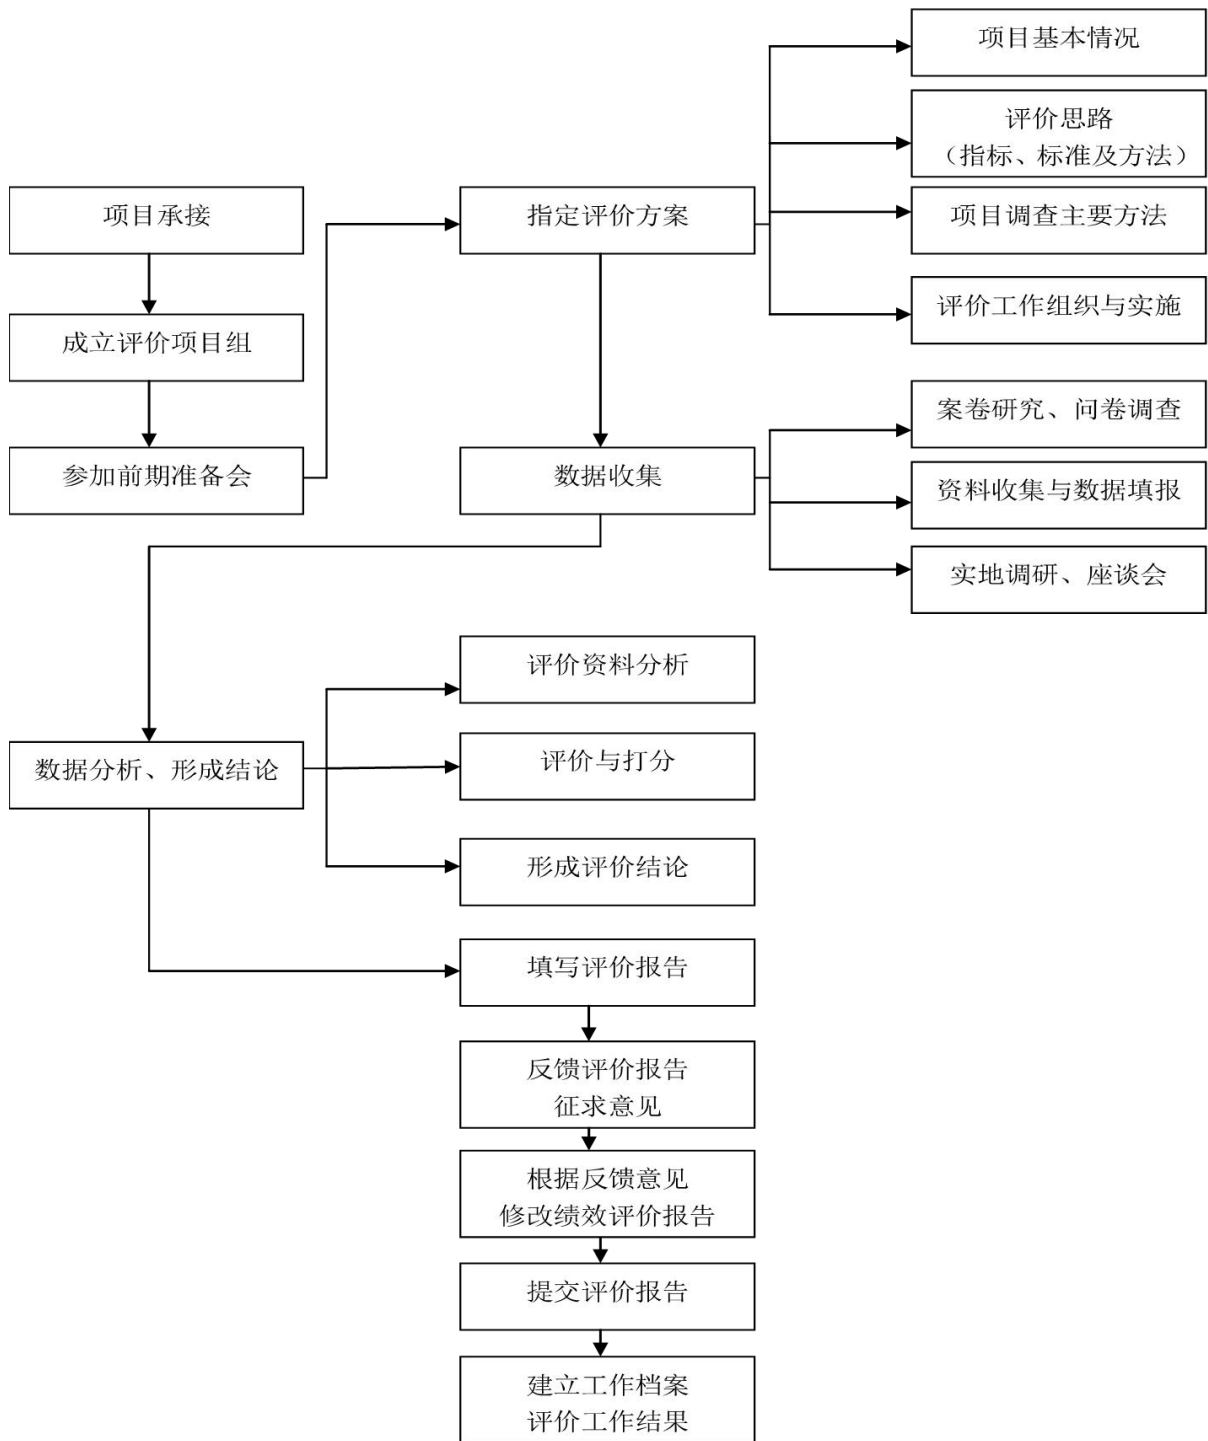 项目基本情况
评价思路
（指标、标准及方法）
项目承接
指定评价方案
项目调查主要方法
评价工作组织与实施
成立评价项目组
案卷研究、问卷调查
参加前期准备会
数据收集
资料收集与数据填报
实地调研、座谈会
评价资料分析
数据分析、形成结论
评价与打分
形成评价结论
填写评价报告
反馈评价报告
征求意见
根据反馈意见
修改绩效评价报告
提交评价报告
建立工作档案
评价工作结果